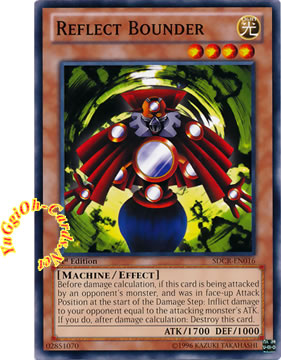 REFLECT BOUNDER
光
YuGgiOh-Cards.Net
1st Edition
SDCR-EN016
[MACHINE / EFFECT]
Before damage calculation, if this card is being attacked
by an opponent's monster, and was in face-up Attack
Position at the start of the Damage Step: Inflict damage
to your opponent equal to the attacking monster's ATK.
If you do, after damage calculation: Destroy this card.
ATK/1700 DEF/1000
02851070
©1996 KAZUKI TAKAHASHI